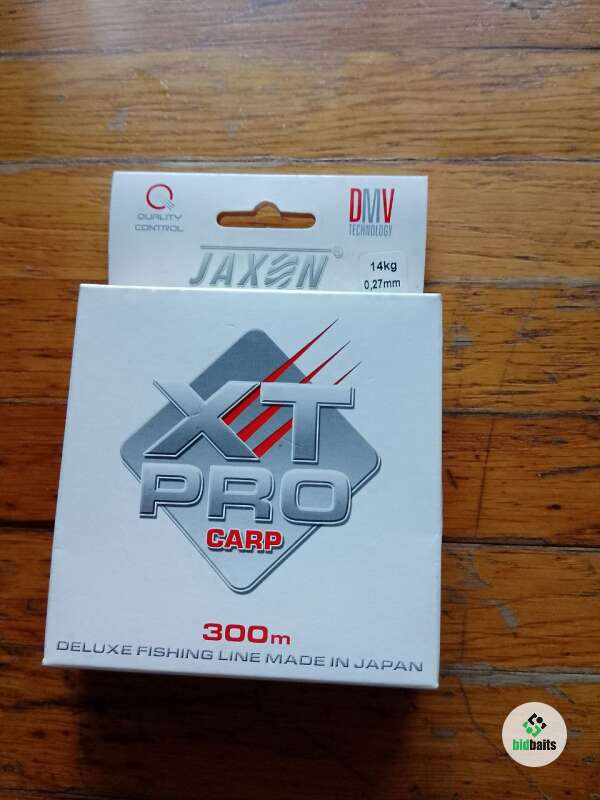 QUALITY
CONTROL
DMV
TECHNOLOGY
JAXON®
14kg
0,27mm
XT
PRO
CARP
300m
DELUXE FISHING LINE MADE IN JAPAN
bidbaits